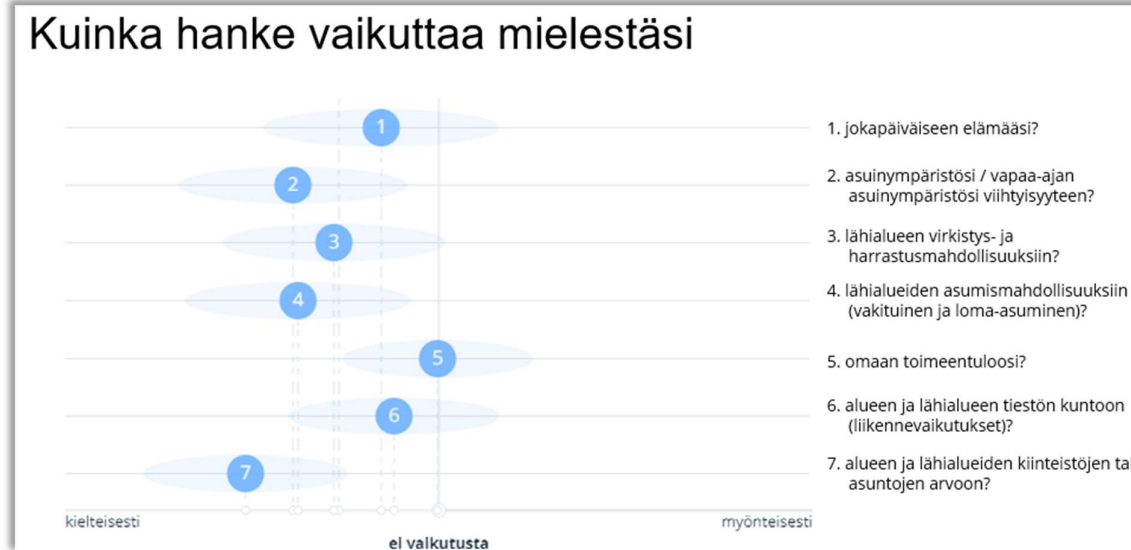 Kuinka hanke vaikuttaa mielestäsi
1
1. jokapäiväiseen elämääsi?
2
2. asuinympäristösi / vapaa-ajan
asuinympäristösi viihtyisyyteen?
3
3. lähialueen virkistys- ja
harrastusmahdollisuuksiin?
4
4. lähialueiden asumismahdollisuuksiin
(vakituinen ja loma-asuminen)?
5
5. omaan toimeentuloosi?
6
6. alueen ja lähialueen tiestön kuntoon
(liikennevaikutukset)?
7
7. alueen ja lähialueiden kiinteistöjen
asuntojen arvoon?
kielteisesti
myönteisesti
ei vaikutusta